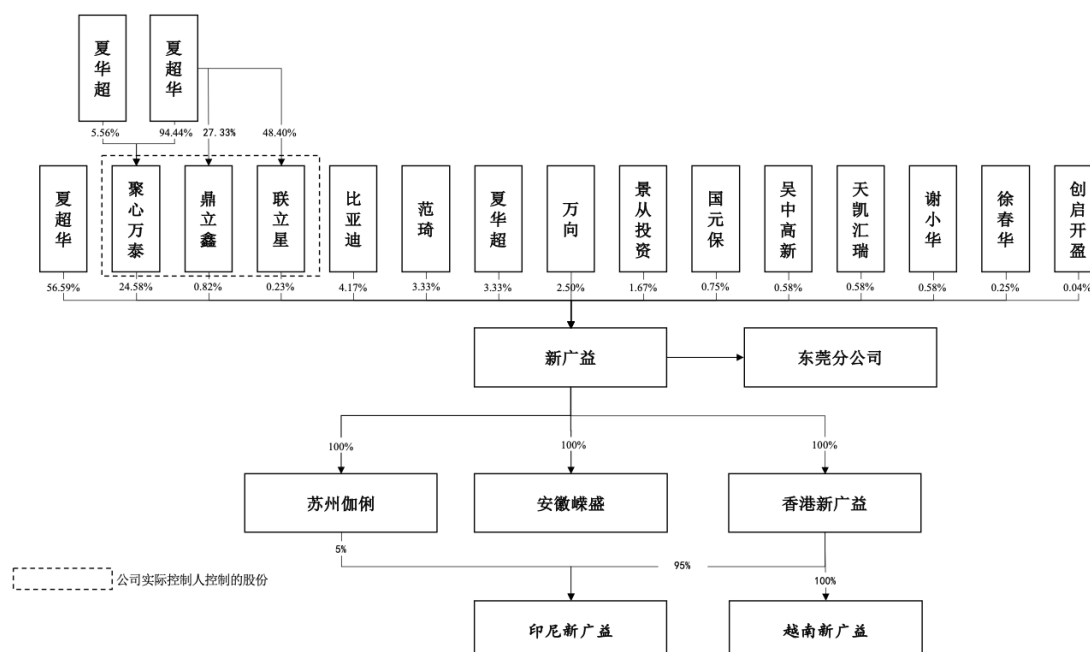 夏华超
夏超华
5.56%
94.44%
27.33%
48.40%
夏超华
聚心万泰
鼎立鑫
联立星
比亚迪
范琦
夏华超
万向
景从投资
国元保
吴中高新
天凯汇瑞
谢小华
徐春华
创启开盈
56.59%
24.58%
0.82%
0.23%
4.17%
3.33%
3.33%
2.50%
1.67%
0.75%
0.58%
0.58%
0.58%
0.25%
0.04%
新广益
东莞分公司
100%
100%
100%
苏州伽俐
安徽嵘盛
香港新广益
5%
95%
100%
公司实际控制人控制的股份
印尼新广益
越南新广益